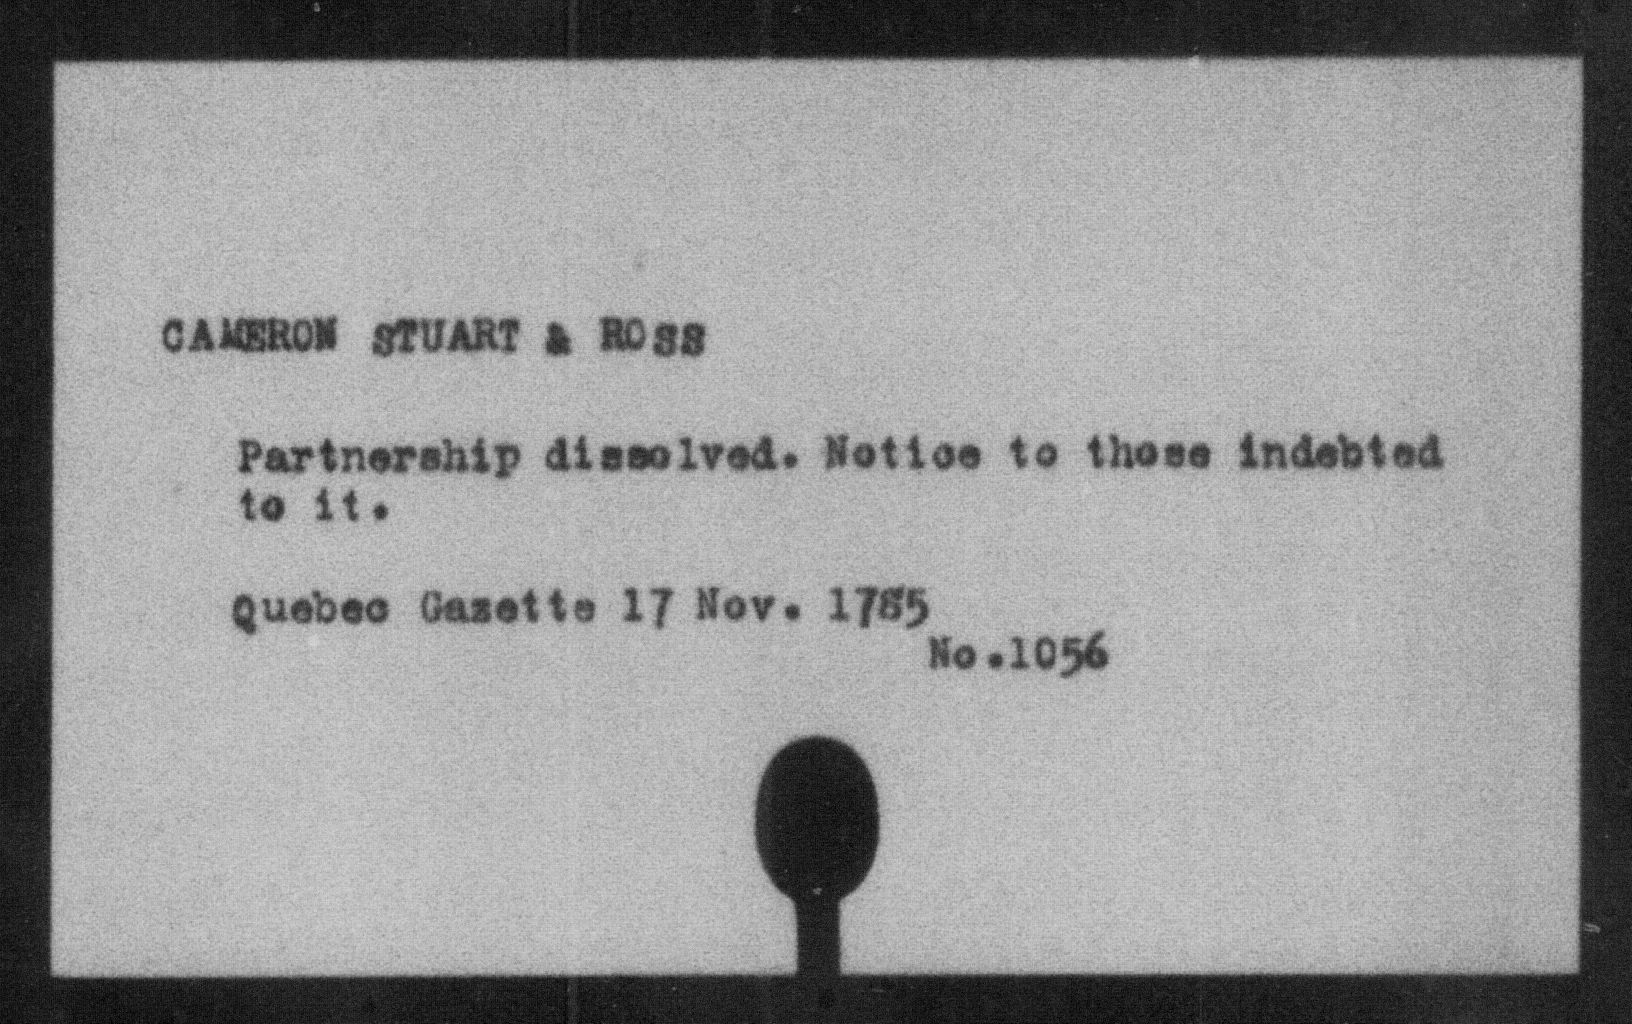 CAMERON STUART & ROSS
Partnership dissolved. Notice to those indebted
to it.
Quebec Gazette 17 Nov. 1785
No.1056